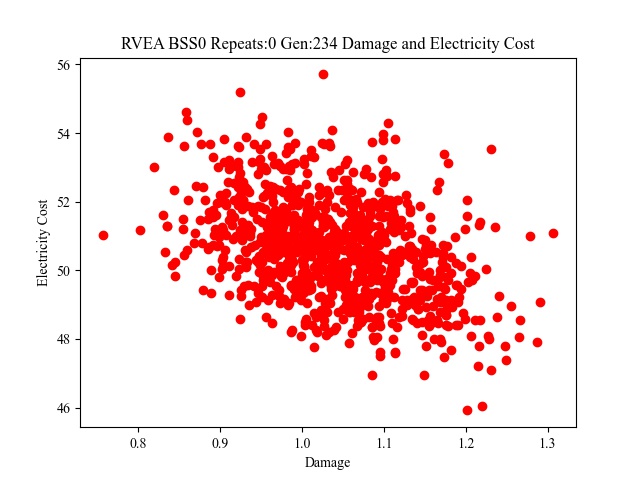 RVEA BSS0 Repeats:0 Gen:234 Damage and Electricity Cost
56
54
52
50
48
46
Electricity Cost
0.8 0.9 1.0 1.1 1.2 1.3
Damage